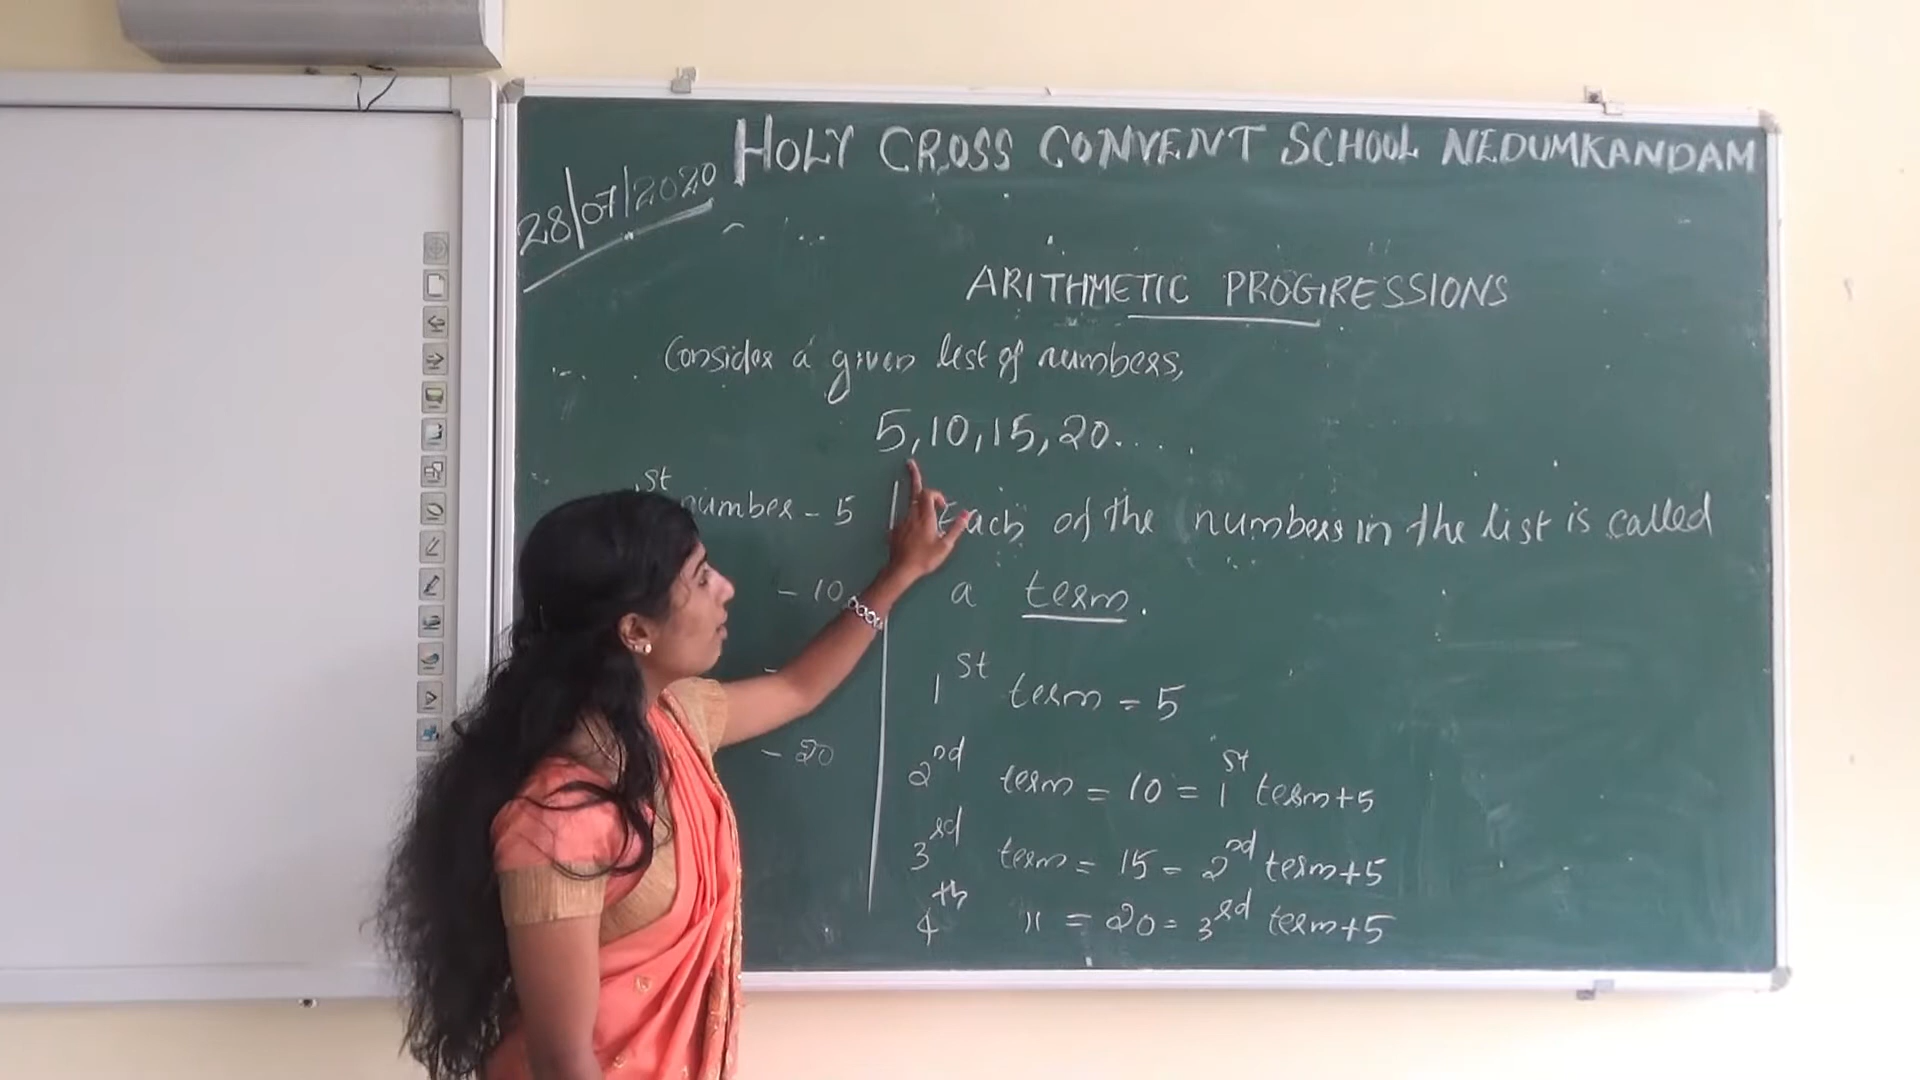 HOLY CROSS CONVENT SCHOOL NEDUMKANDAM
28/07/2020
ARITHMETIC PROGRESSIONS
Consider a given list of numbers,
5, 10, 15, 20....
st number - 5
- 10
-
- 20
Each of the numbers in the list is called
a term.
1st term = 5
2nd term = 10 = 1st term+5
3rd term = 15 = 2nd term+5
4th " = 20 = 3rd term+5